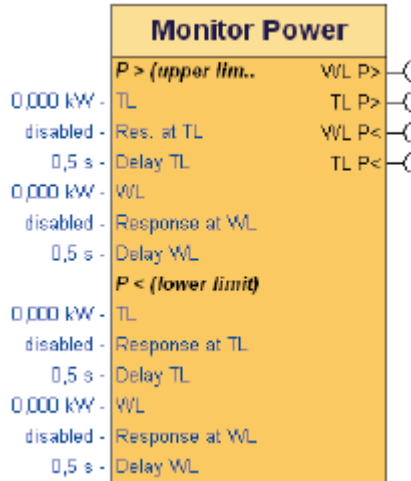 Monitor Power
P > (upper lim.. WL P>
0,000 kW - TL TL P>
disabled - Res. at TL WL P<
0,5 s - Delay TL TL P<
0,000 kW - WL
disabled - Response at WL
0,5 s - Delay WL
P < (lower limit)
0,000 kW - TL
disabled - Response at TL
0,5 s - Delay TL
0,000 kW - WL
disabled - Response at WL
0,5 s - Delay WL